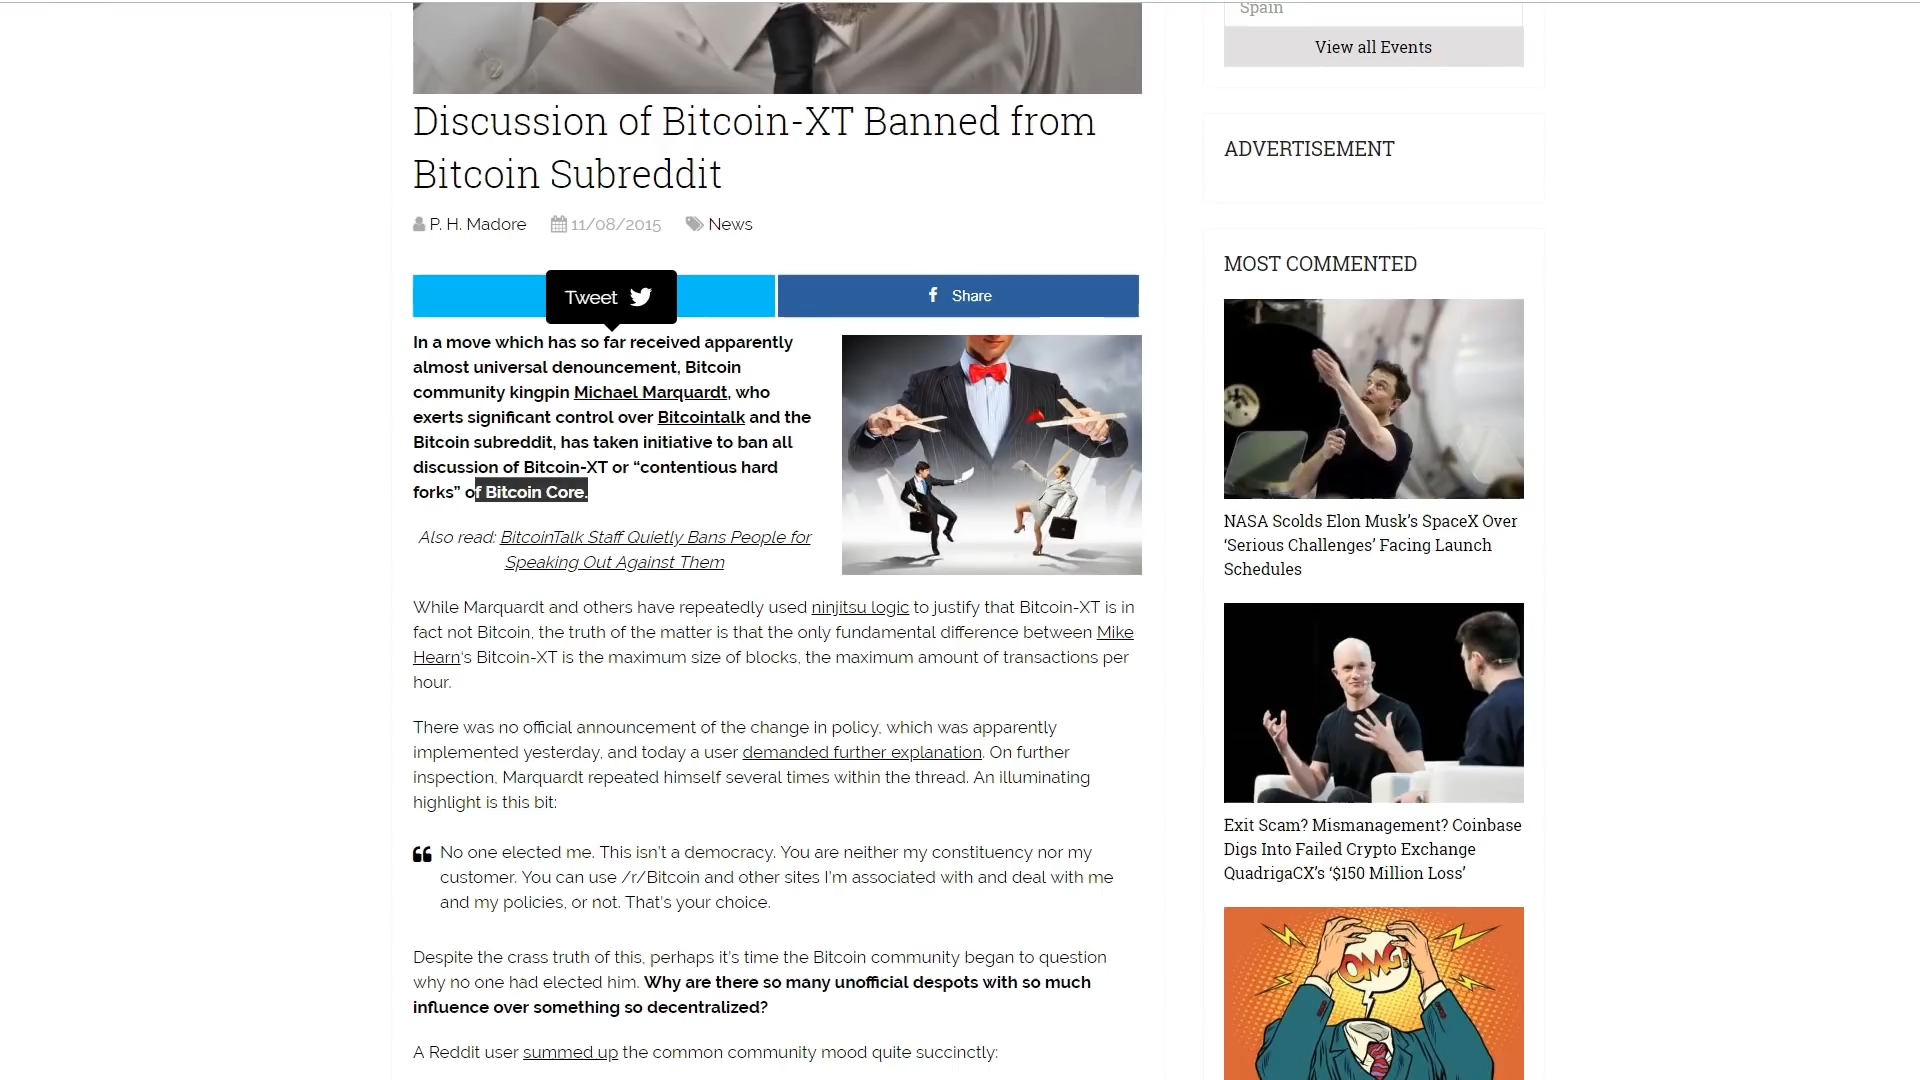 Spain
View all Events
Discussion of Bitcoin-XT Banned from
Bitcoin Subreddit
P. H. Madore 11/08/2015 News
Tweet
Share
In a move which has so far received apparently
almost universal denouncement, Bitcoin
community kingpin Michael Marquardt, who
exerts significant control over Bitcointalk and the
Bitcoin subreddit, has taken initiative to ban all
discussion of Bitcoin-XT or “contentious hard
forks” of Bitcoin Core.
Also read: BitcoinTalk Staff Quietly Bans People for
Speaking Out Against Them
While Marquardt and others have repeatedly used ninjitsu logic to justify that Bitcoin-XT is in
fact not Bitcoin, the truth of the matter is that the only fundamental difference between Mike
Hearn‘s Bitcoin-XT is the maximum size of blocks, the maximum amount of transactions per
hour.
There was no official announcement of the change in policy, which was apparently
implemented yesterday, and today a user demanded further explanation. On further
inspection, Marquardt repeated himself several times within the thread. An illuminating
highlight is this bit:
No one elected me. This isn’t a democracy. You are neither my constituency nor my
customer. You can use /r/Bitcoin and other sites I’m associated with and deal with me
and my policies, or not. That’s your choice.
Despite the crass truth of this, perhaps it’s time the Bitcoin community began to question
why no one had elected him. Why are there so many unofficial despots with so much
influence over something so decentralized?
A Reddit user summed up the common community mood quite succinctly:
ADVERTISEMENT
MOST COMMENTED
NASA Scolds Elon Musk’s SpaceX Over
‘Serious Challenges’ Facing Launch
Schedules
Exit Scam? Mismanagement? Coinbase
Digs Into Failed Crypto Exchange
QuadrigaCX’s ‘$150 Million Loss’
OMG!